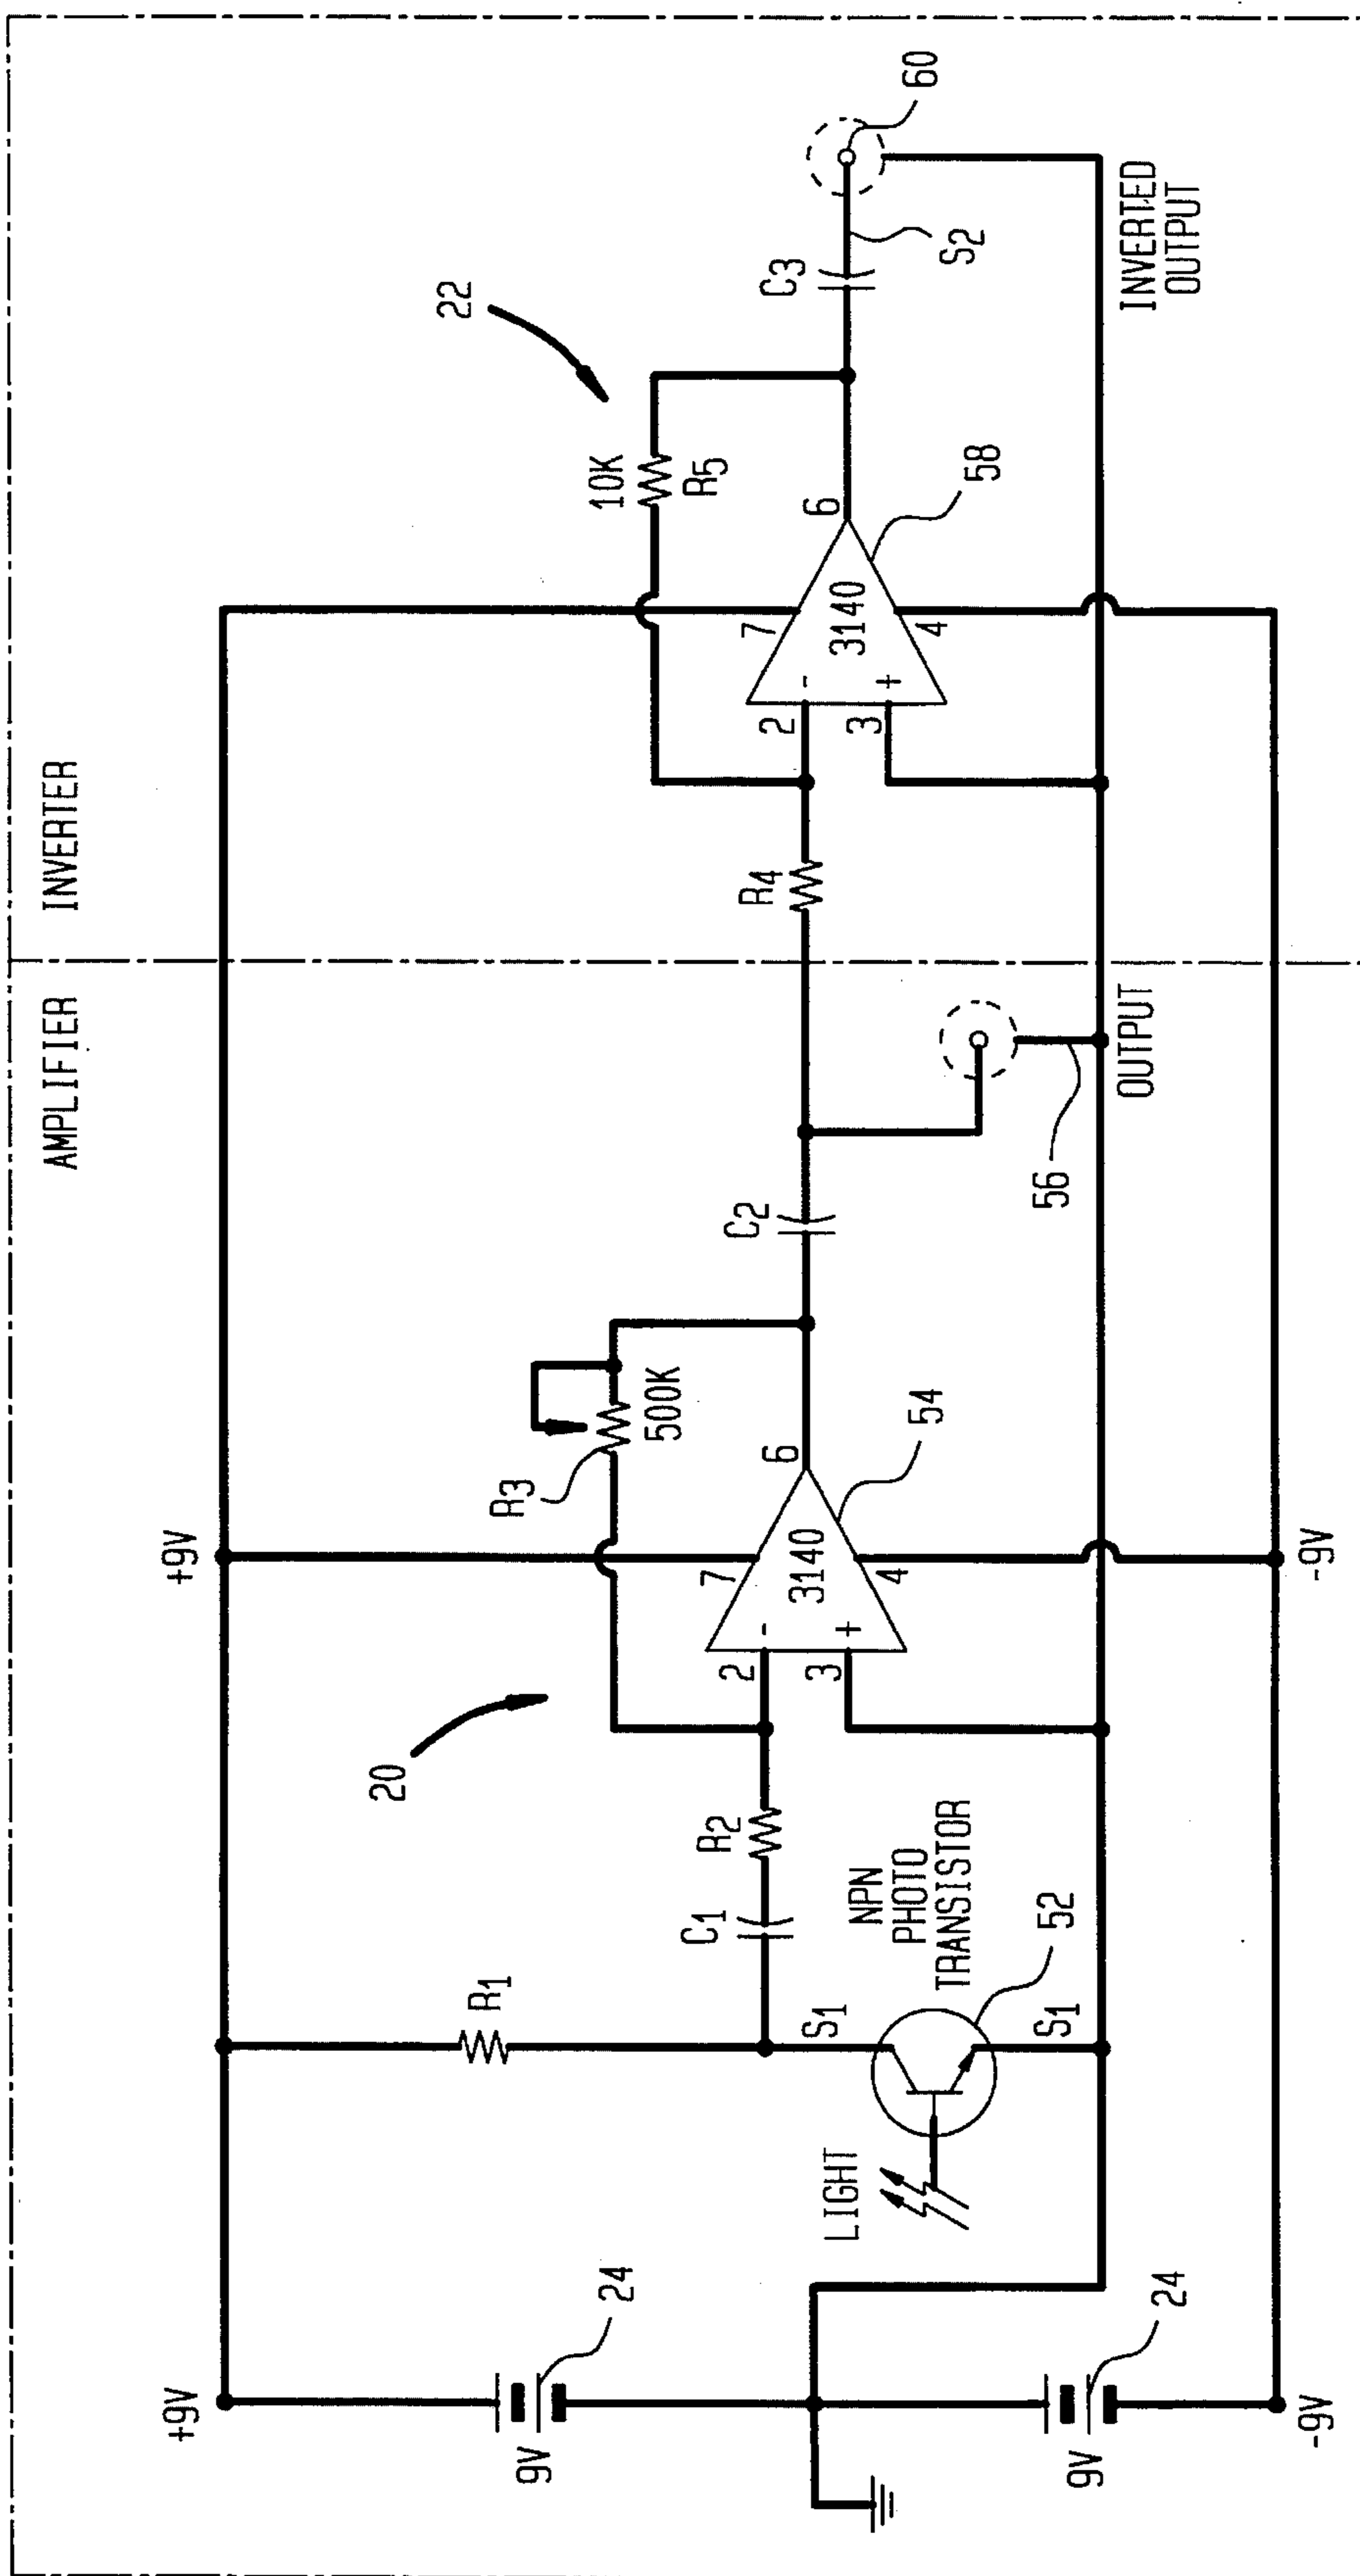 AMPLIFIER
INVERTER
+9V
+9V
9V
24
9V
24
-9V
-9V
LIGHT
R1
S1
S1
NPN
PHOTO
TRANSISTOR
52
C1
R2
20
2
3
-
+
7
4
3140
6
54
R3
500K
C2
56
OUTPUT
R4
2
3
-
+
7
4
3140
6
58
10K
R5
22
C3
S2
60
INVERTED
OUTPUT